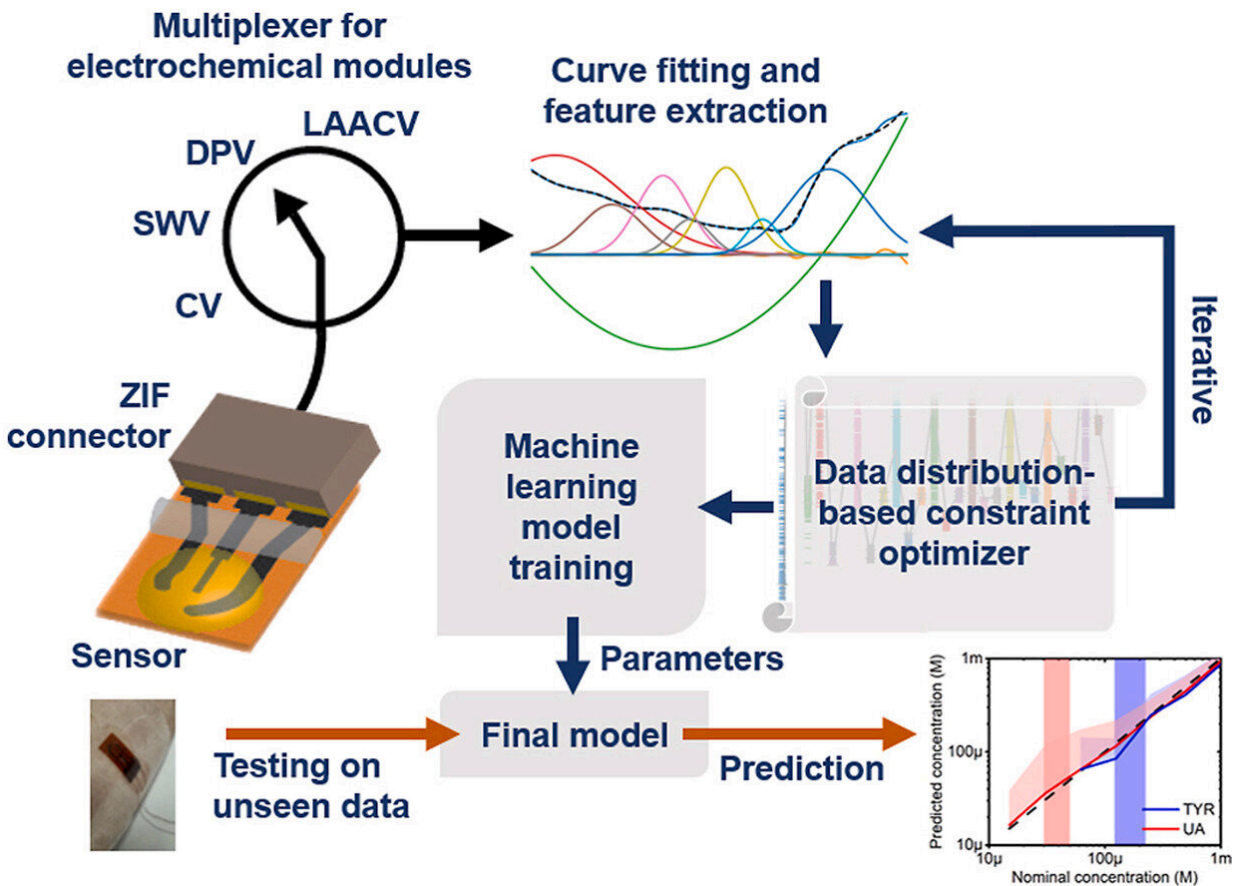 Multiplexer for
electrochemical modules
LAACV
DPV
SWV
CV
Curve fitting and
feature extraction
Iterative
ZIF
connector
Sensor
Machine
learning
model
training
Data distribution-
based constraint
optimizer
Parameters
Final model
Testing on
unseen data
Prediction
Predicted concentration (M)
1m
100µ
10µ
TYR
UA
10µ
100µ
1m
Nominal concentration (M)